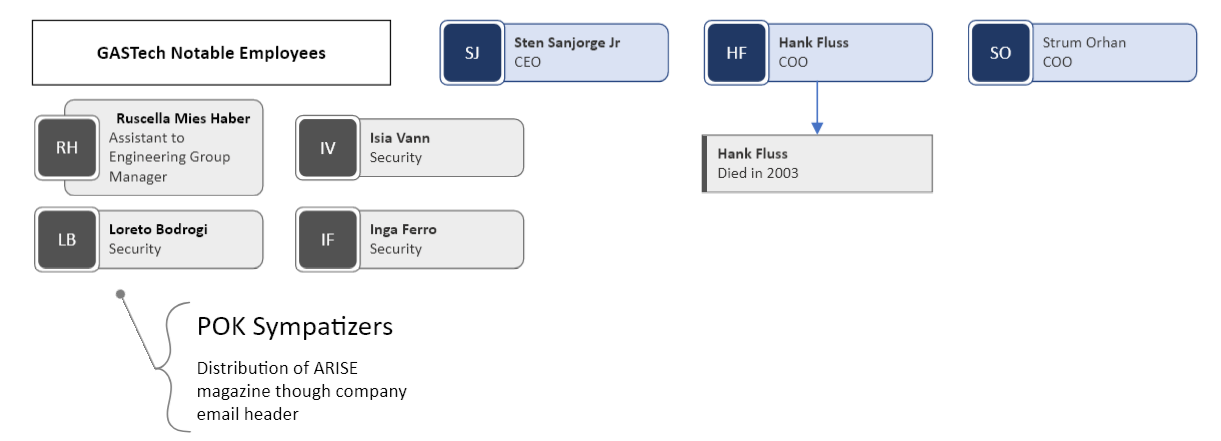 GASTech Notable Employees
SJ
Sten Sanjorge Jr
CEO
HF
Hank Fluss
COO
SO
Strum Orhan
COO
Hank Fluss
Died in 2003
RH
Ruscella Mies Haber
Assistant to
Engineering Group
Manager
IV
Isia Vann
Security
LB
Loreto Bodrogi
Security
IF
Inga Ferro
Security
POK Sympatizers
Distribution of ARISE
magazine though company
email header